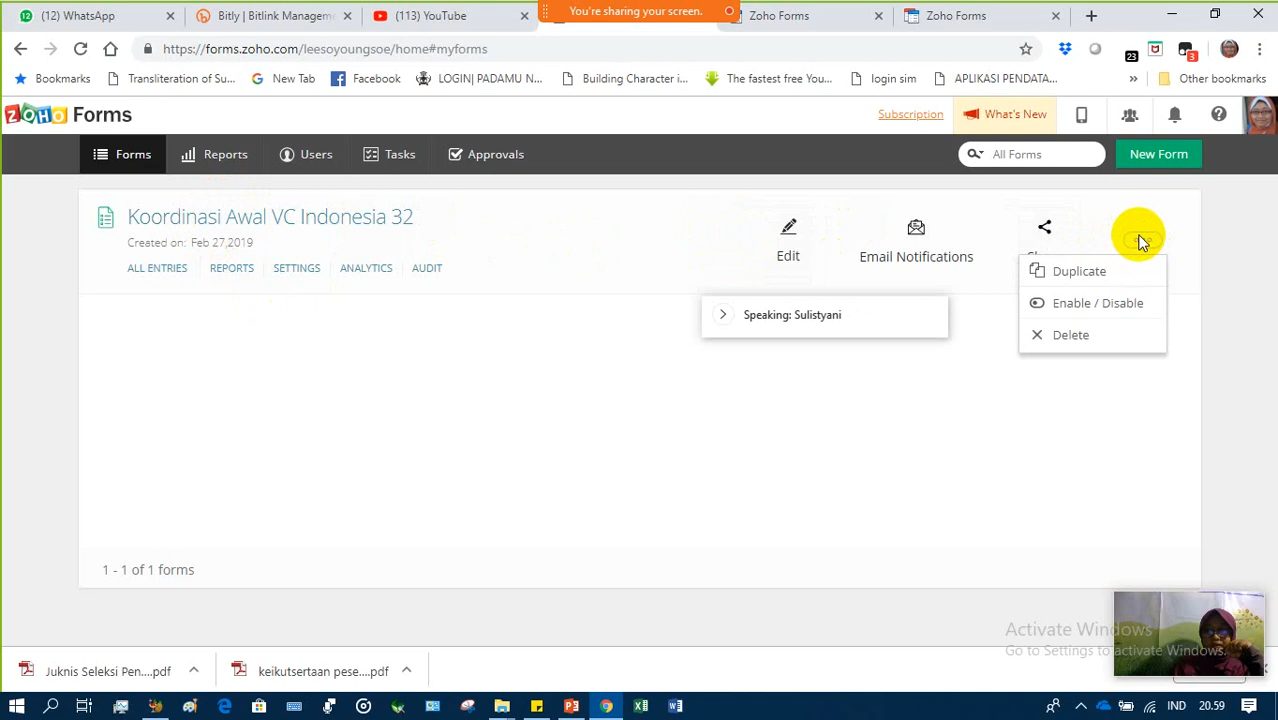 (12) WhatsApp
Bitly | Bitlink Managem
(113) YouTube
You're sharing your screen.
Zoho Forms
Zoho Forms
https://forms.zoho.com/leesoyoungsoe/home#myforms
23
3
Bookmarks
Transliteration of Su...
New Tab
Facebook
LOGIN| PADAMU N...
Building Character i...
The fastest free You...
login sim
APLIKASI PENDATA...
»
Other bookmarks
ZOHO Forms
Subscription
What's New
Forms
Reports
Users
Tasks
Approvals
All Forms
New Form
Koordinasi Awal VC Indonesia 32
Created on: Feb 27,2019
ALL ENTRIES
REPORTS
SETTINGS
ANALYTICS
AUDIT
Edit
Email Notifications
Duplicate
Enable / Disable
Delete
Speaking: Sulistyani
1 - 1 of 1 forms
Activate Windows
Go to Settings to activate Windows.
Juknis Seleksi Pen....pdf
keikutsertaan pese....pdf
IND
20.59